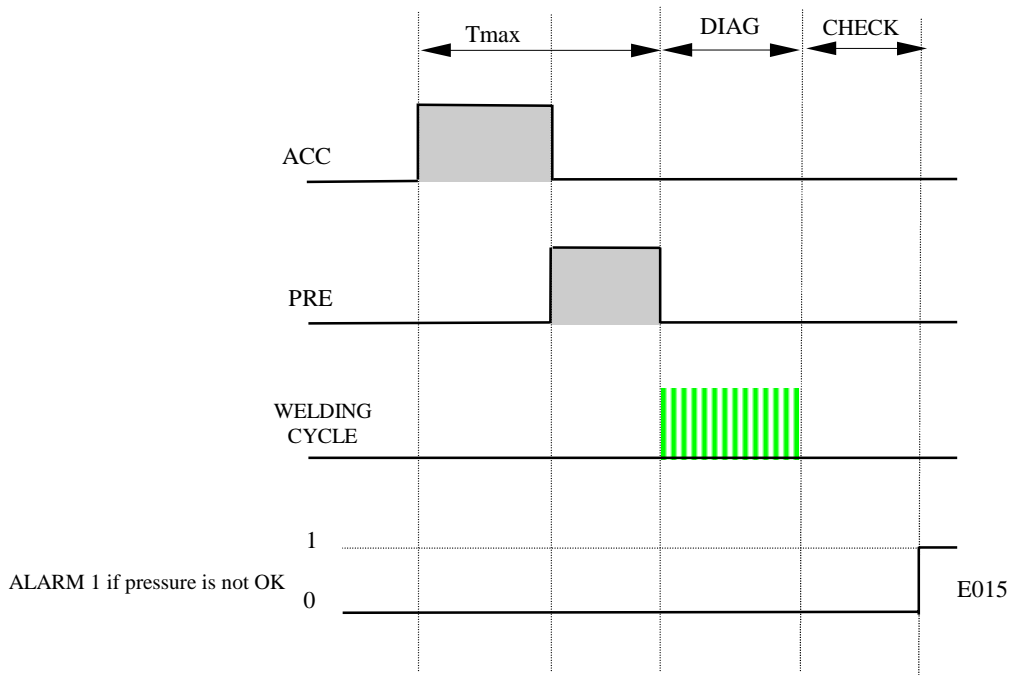 Tmax
DIAG
CHECK
ACC
PRE
WELDING
CYCLE
1
ALARM 1 if pressure is not OK
0
E015